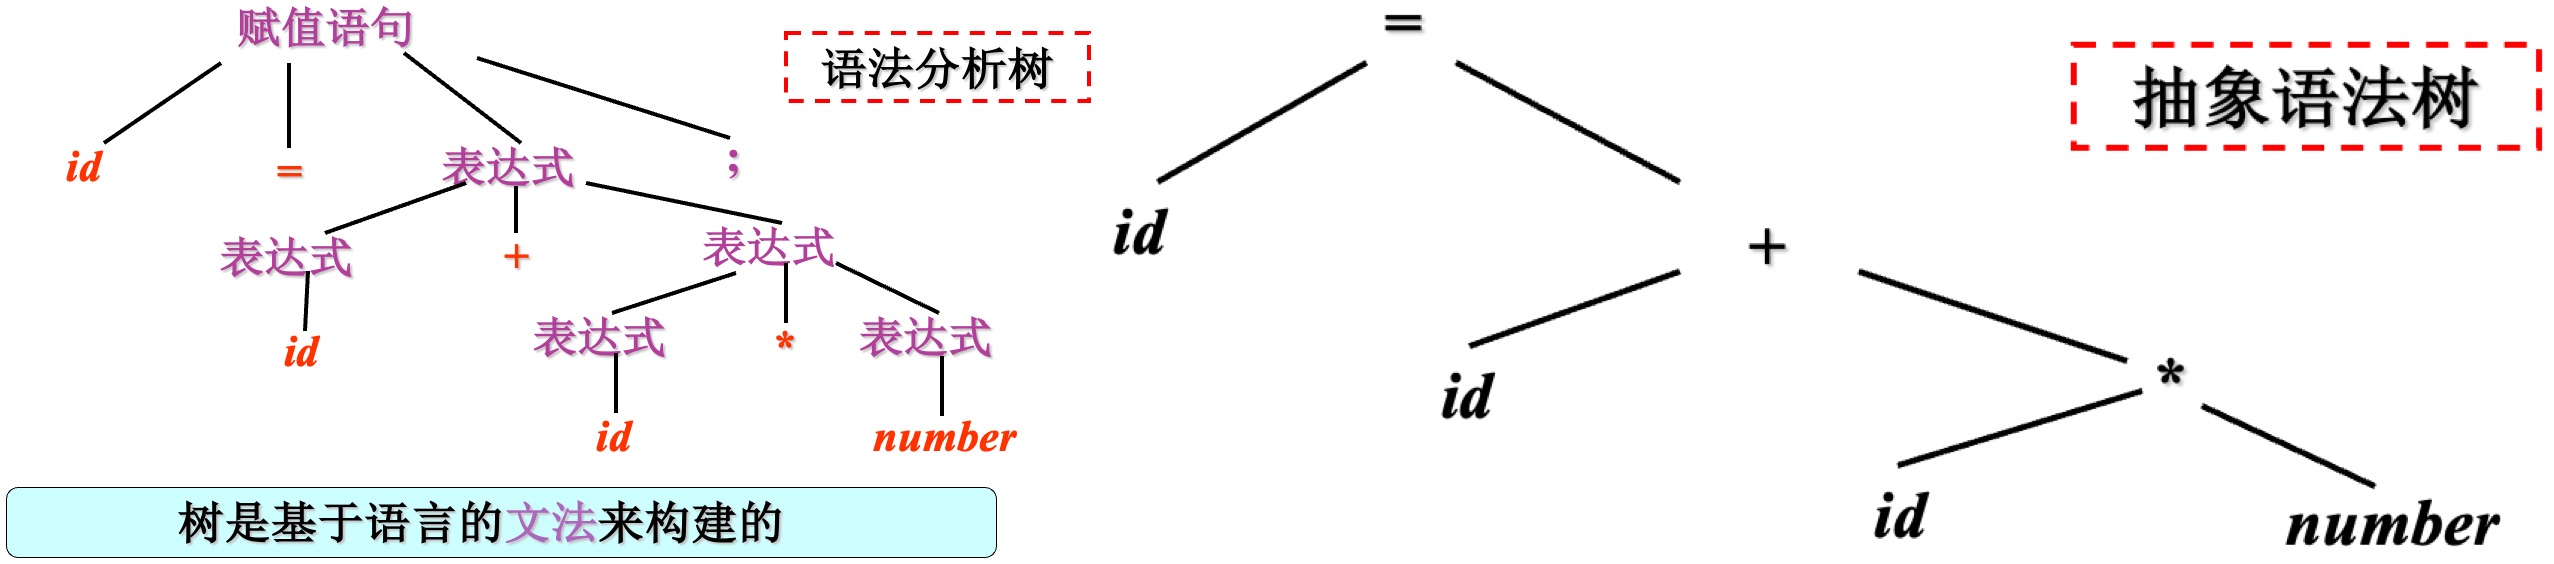 赋值语句
语法分析树
id
=
表达式
;
表达式
+
表达式
id
表达式
*
表达式
id
number
树是基于语言的文法来构建的
=
抽象语法树
id
+
id
*
id
number